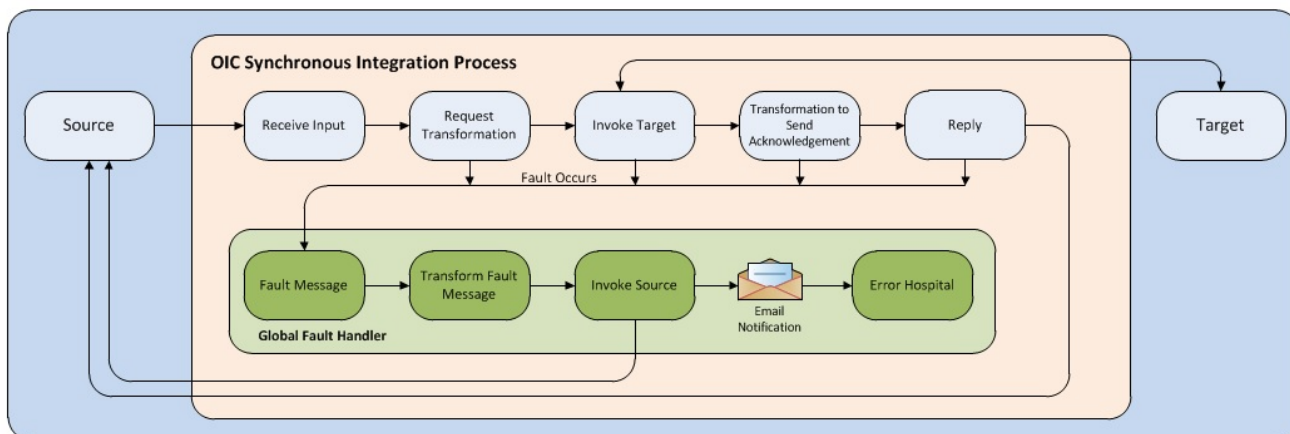 OIC Synchronous Integration Process
Source
Receive Input
Request
Transformation
Invoke Target
Transformation to
Send
Acknowledgement
Reply
Target
Fault Occurs
Fault Message
Transform Fault
Message
Invoke Source
Email
Notification
Error Hospital
Global Fault Handler